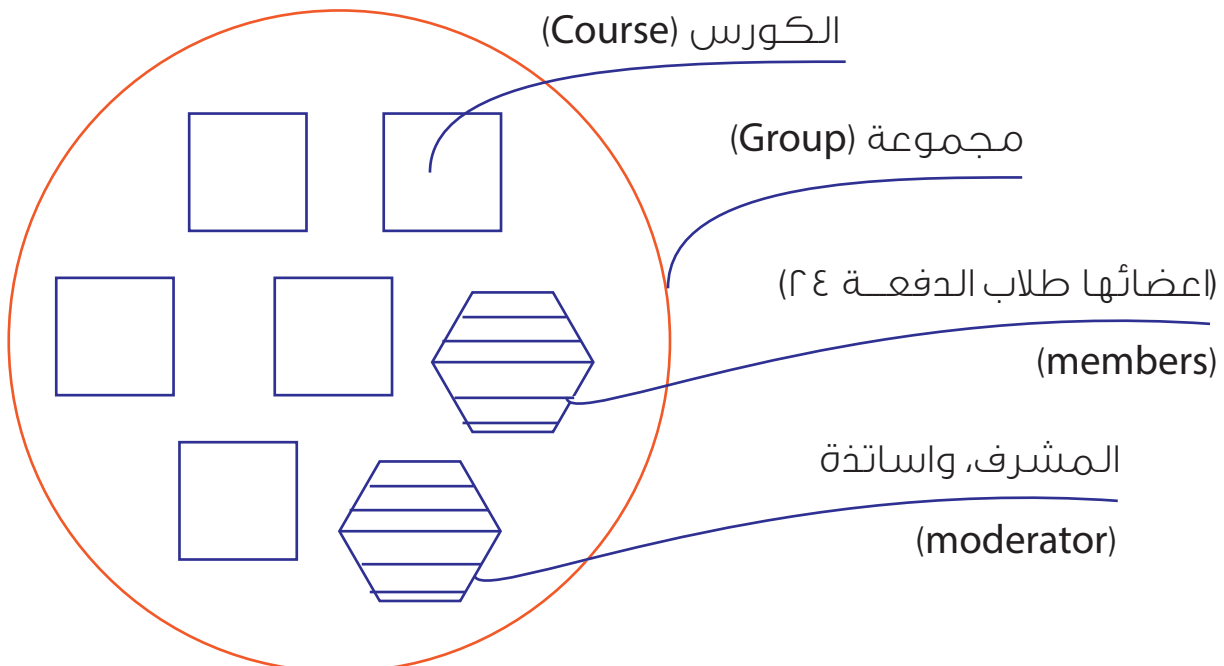 الكورس (Course)
مجموعة (Group)
(اعضائها طلاب الدفعة ٢٤)
(members)
المشرف، واساتذة
(moderator)